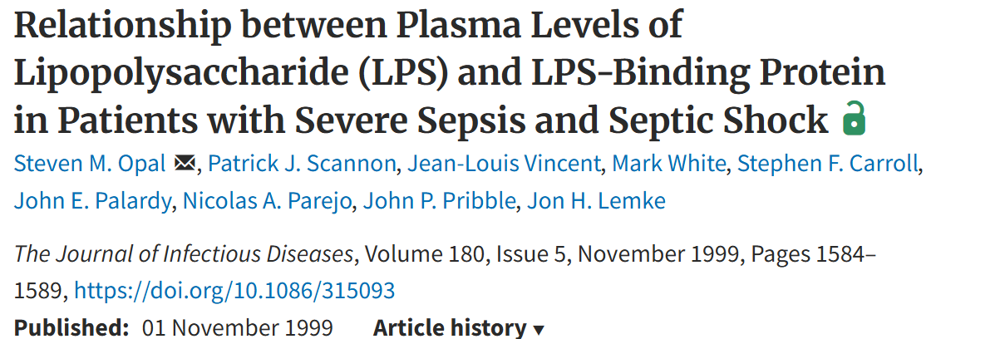 Relationship between Plasma Levels of
Lipopolysaccharide (LPS) and LPS-Binding Protein
in Patients with Severe Sepsis and Septic Shock
Steven M. Opal, Patrick J. Scannon, Jean-Louis Vincent, Mark White, Stephen F. Carroll,
John E. Palardy, Nicolas A. Parejo, John P. Pribble, Jon H. Lemke
The Journal of Infectious Diseases, Volume 180, Issue 5, November 1999, Pages 1584–
1589, https://doi.org/10.1086/315093
Published: 01 November 1999 Article history